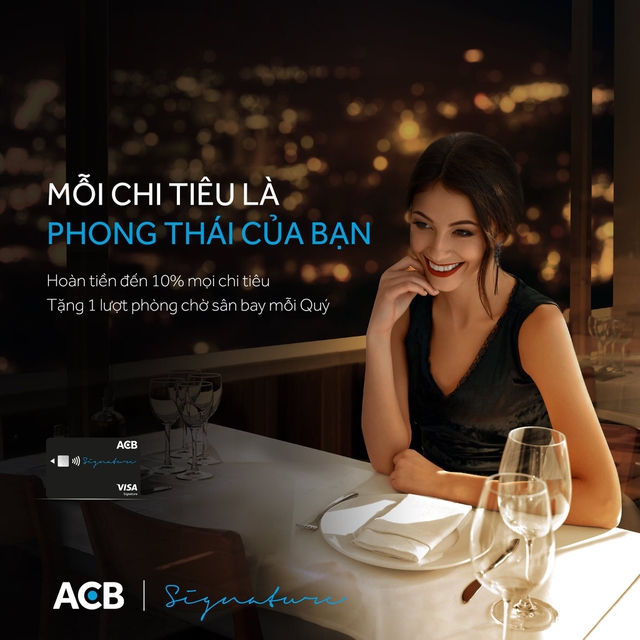 MỖI CHI TIÊU LÀ
PHONG THÁI CỦA BẠN
Hoàn tiền đến 10% mọi chi tiêu
Tặng 1 lượt phòng chờ sân bay mỗi Quý
ACB
Signature
VISA
Signature
ACB | Signature